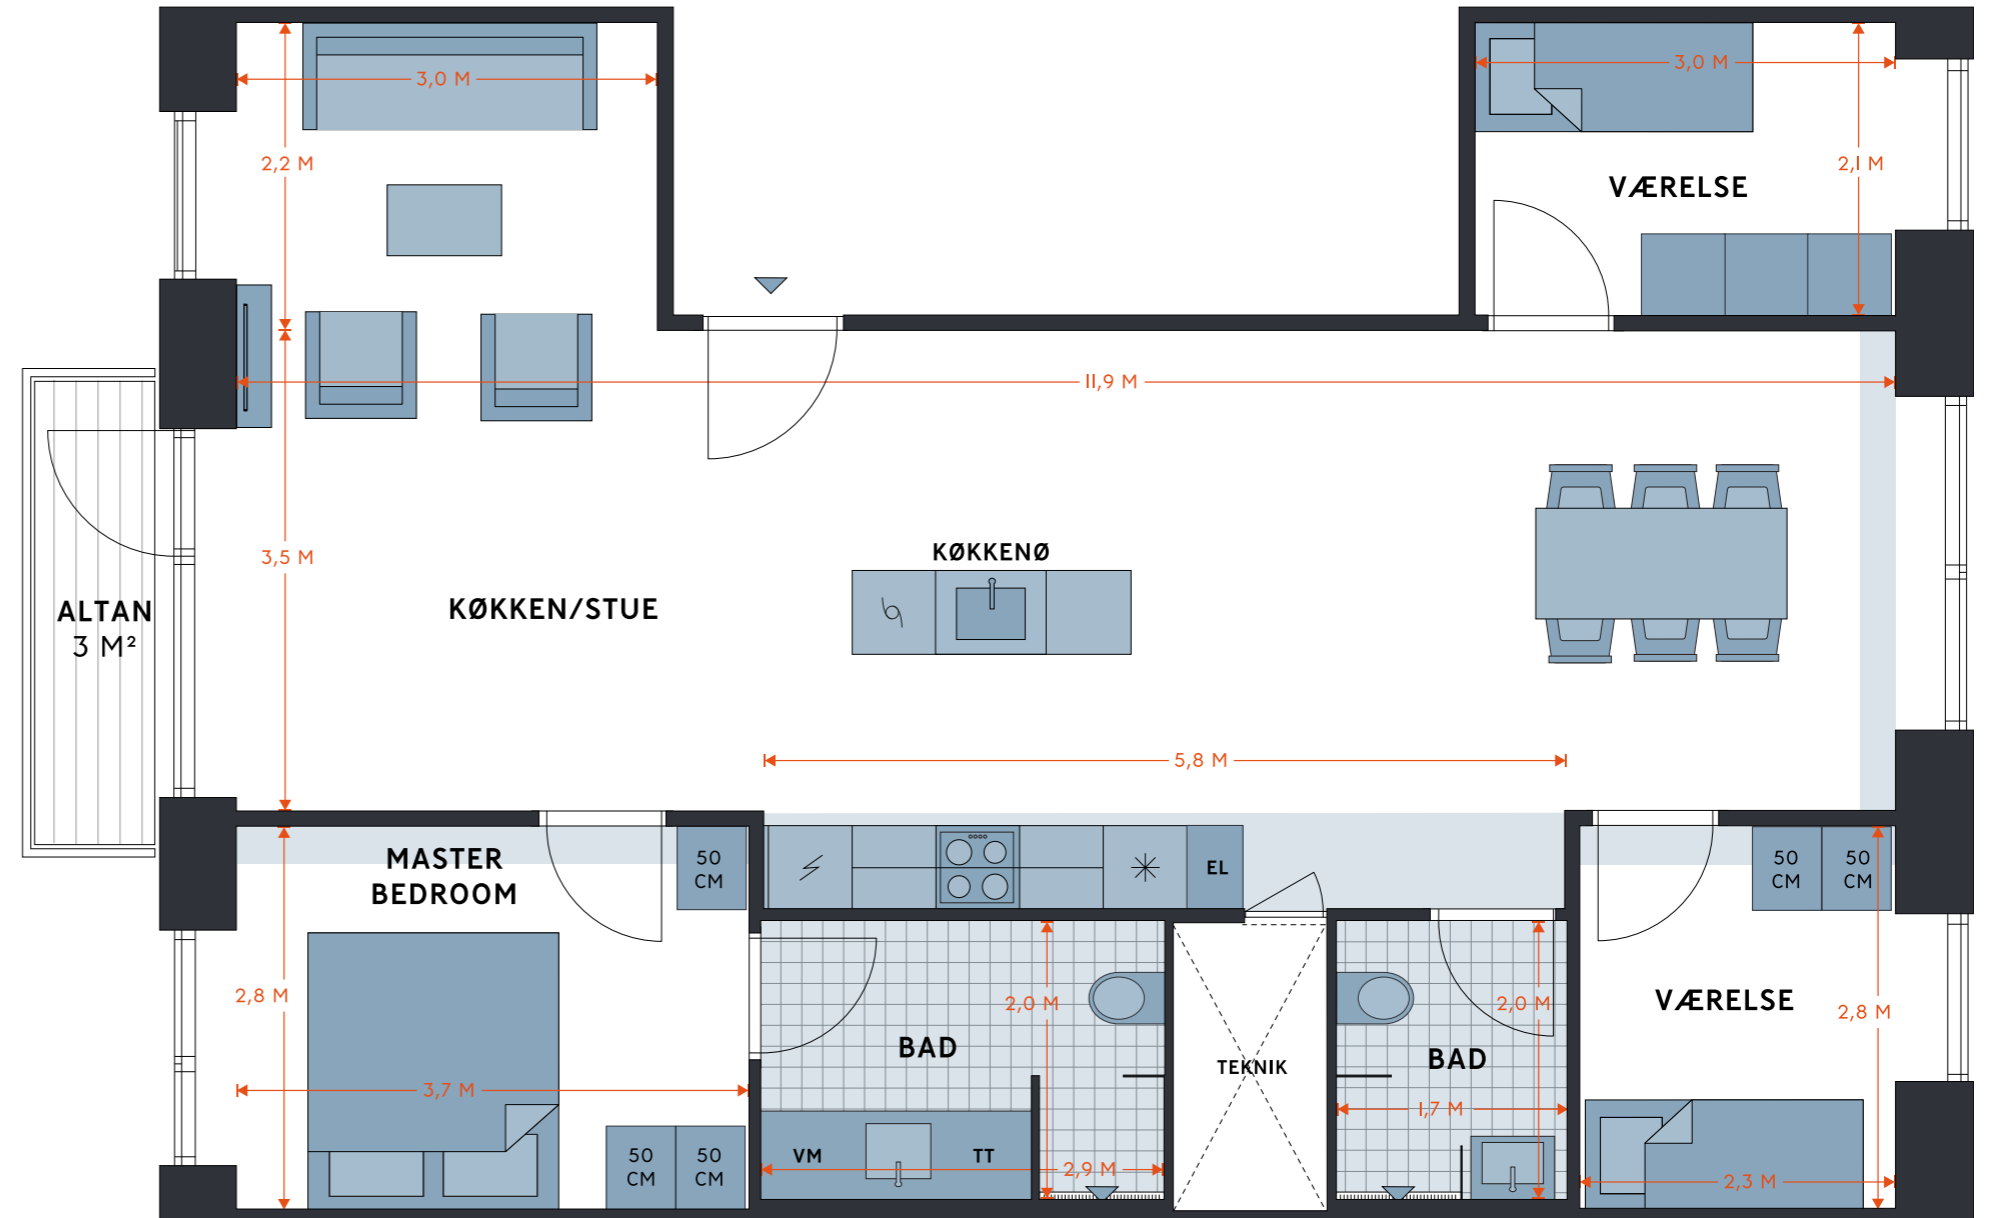 3,0 M
3,0 M
2,2 M
2,1 M
VÆRELSE
11,9 M
3,5 M
KØKKENØ
ALTAN
3 M²
KØKKEN/STUE
5,8 M
MASTER
BEDROOM
50
CM
EL
50
CM
50
CM
2,8 M
2,0 M
2,0 M
VÆRELSE
2,8 M
BAD
TEKNIK
BAD
3,7 M
1,7 M
VM
TT
50
CM
50
CM
2,9 M
2,3 M